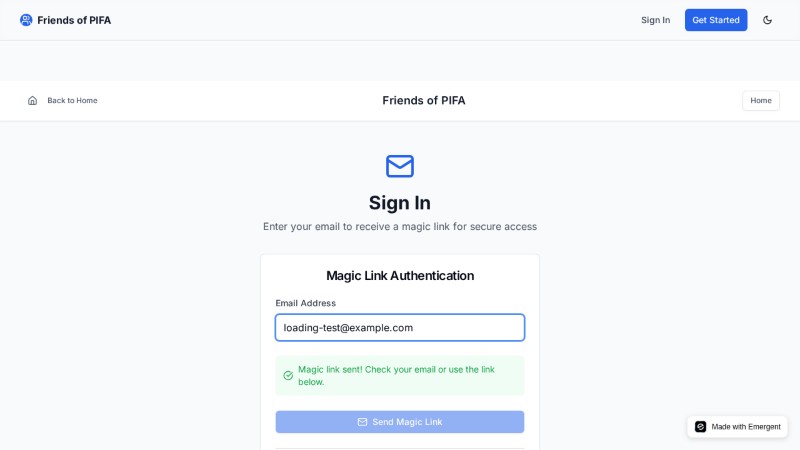 Friends of PIFA
Sign In
Get Started
Back to Home
Friends of PIFA
Home
Sign In
Enter your email to receive a magic link for secure access
Magic Link Authentication
Email Address
loading-test@example.com
Magic link sent! Check your email or use the link
below.
Send Magic Link
Made with Emergent